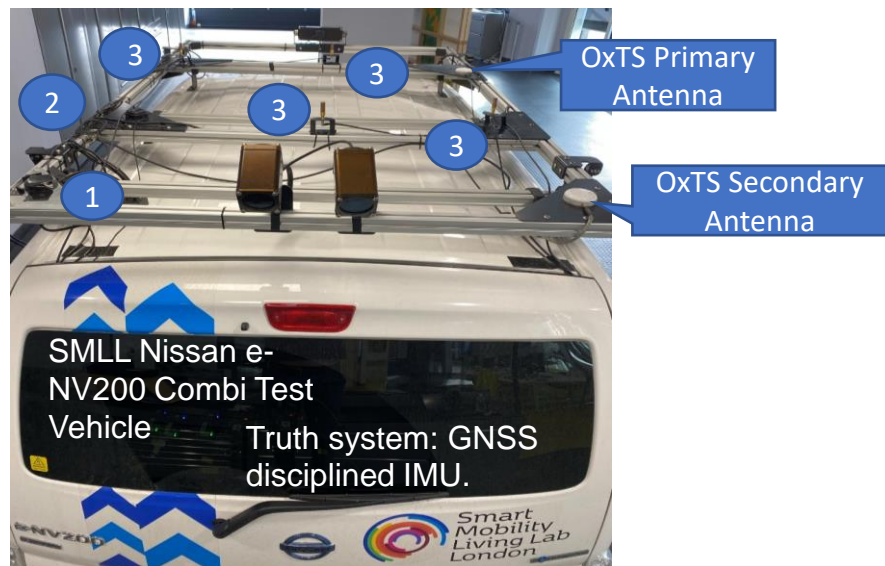 3
OxTS Primary
Antenna
3
2
3
3
OxTS Secondary
Antenna
1
SMLL Nissan e-
NV200 Combi Test
Vehicle
Truth system: GNSS
disciplined IMU.
Smart
Mobility
Living Lab
London
e-NV200